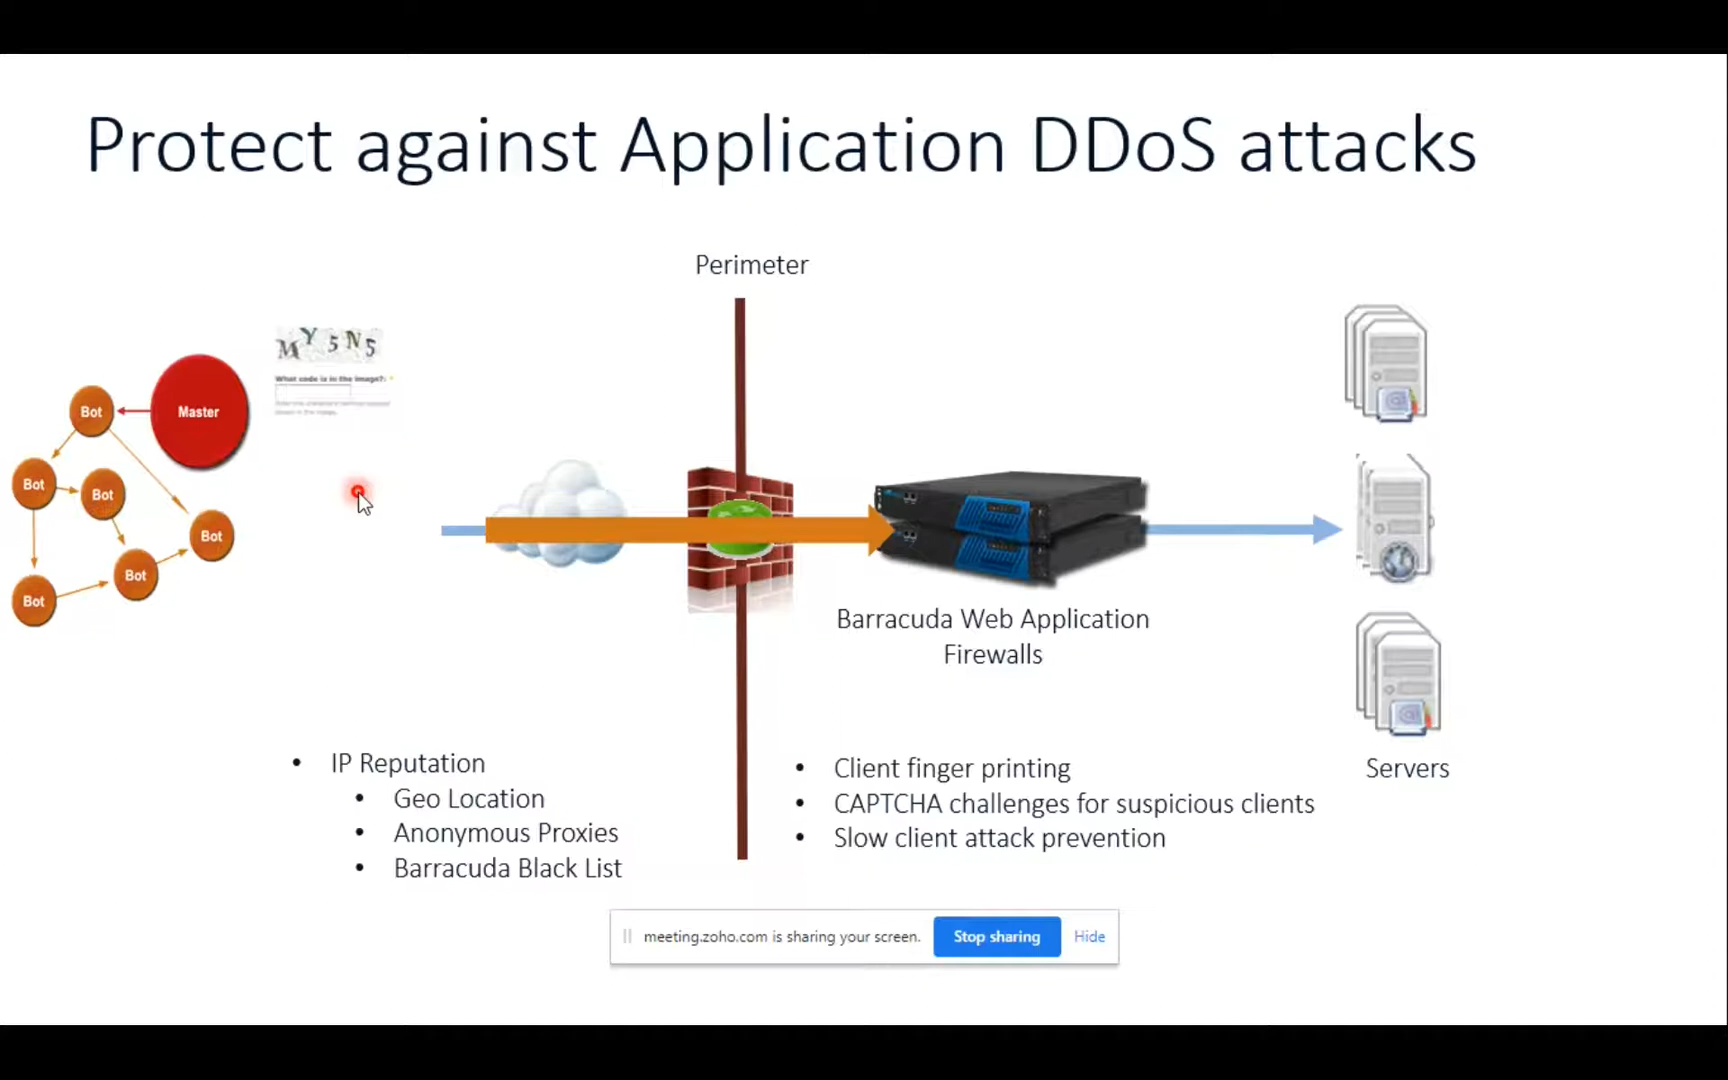 Protect against Application DDoS attacks
Perimeter
MY5N5
What code is in the image?: *
Master
Bot
Bot
Bot
Bot
Bot
Bot
Barracuda Web Application
Firewalls
• IP Reputation
• Geo Location
• Anonymous Proxies
• Barracuda Black List
• Client finger printing
• CAPTCHA challenges for suspicious clients
• Slow client attack prevention
Servers
meeting.zoho.com is sharing your screen.
Stop sharing
Hide